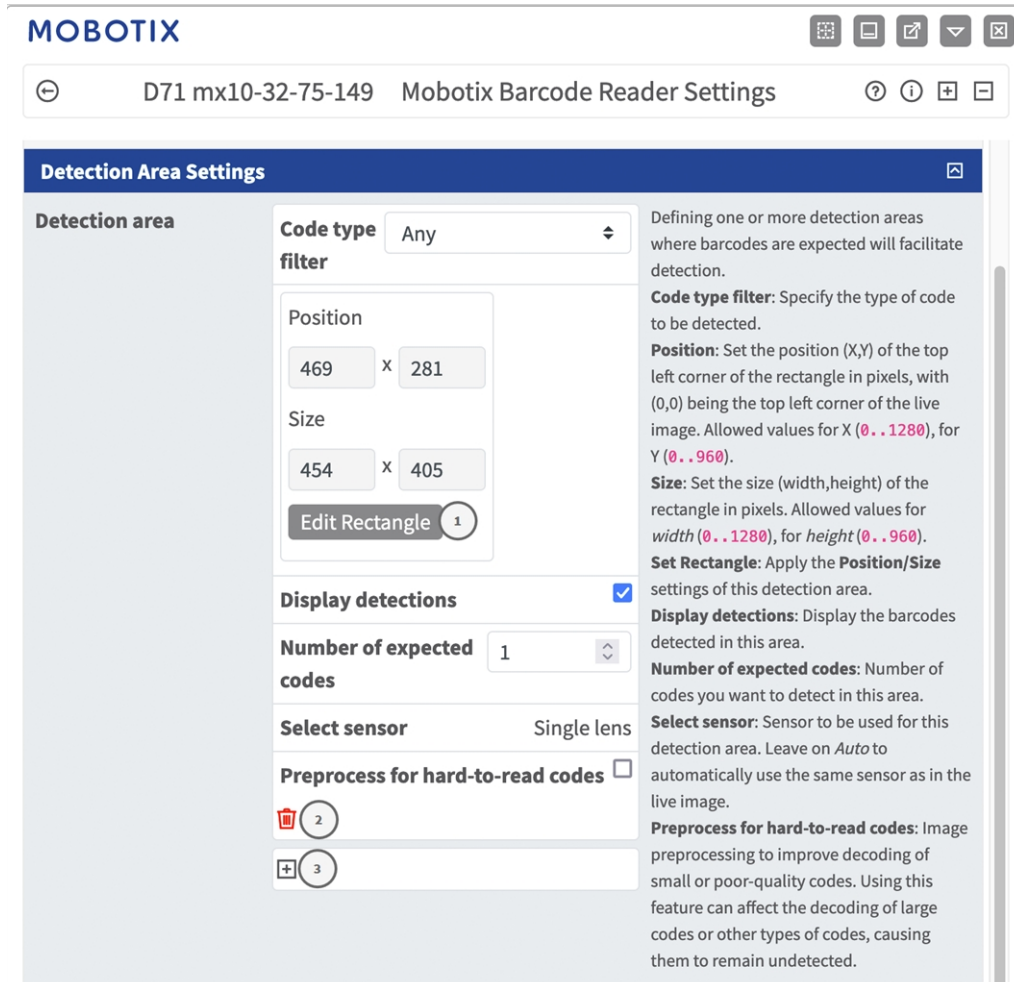 MOBOTIX
D71 mx10-32-75-149 Mobotix Barcode Reader Settings
Detection Area Settings
Detection area
Code type
filter
Any
Position
469 x 281
Size
454 x 405
Edit Rectangle 1
Display detections
Number of expected
codes
1
Select sensor Single lens
Preprocess for hard-to-read codes
2
3
Defining one or more detection areas
where barcodes are expected will facilitate
detection.
Code type filter: Specify the type of code
to be detected.
Position: Set the position (X,Y) of the top
left corner of the rectangle in pixels, with
(0,0) being the top left corner of the live
image. Allowed values for X (0..1280), for
Y (0..960).
Size: Set the size (width,height) of the
rectangle in pixels. Allowed values for
width (0..1280), for height (0..960).
Set Rectangle: Apply the Position/Size
settings of this detection area.
Display detections: Display the barcodes
detected in this area.
Number of expected codes: Number of
codes you want to detect in this area.
Select sensor: Sensor to be used for this
detection area. Leave on Auto to
automatically use the same sensor as in the
live image.
Preprocess for hard-to-read codes: Image
preprocessing to improve decoding of
small or poor-quality codes. Using this
feature can affect the decoding of large
codes or other types of codes, causing
them to remain undetected.